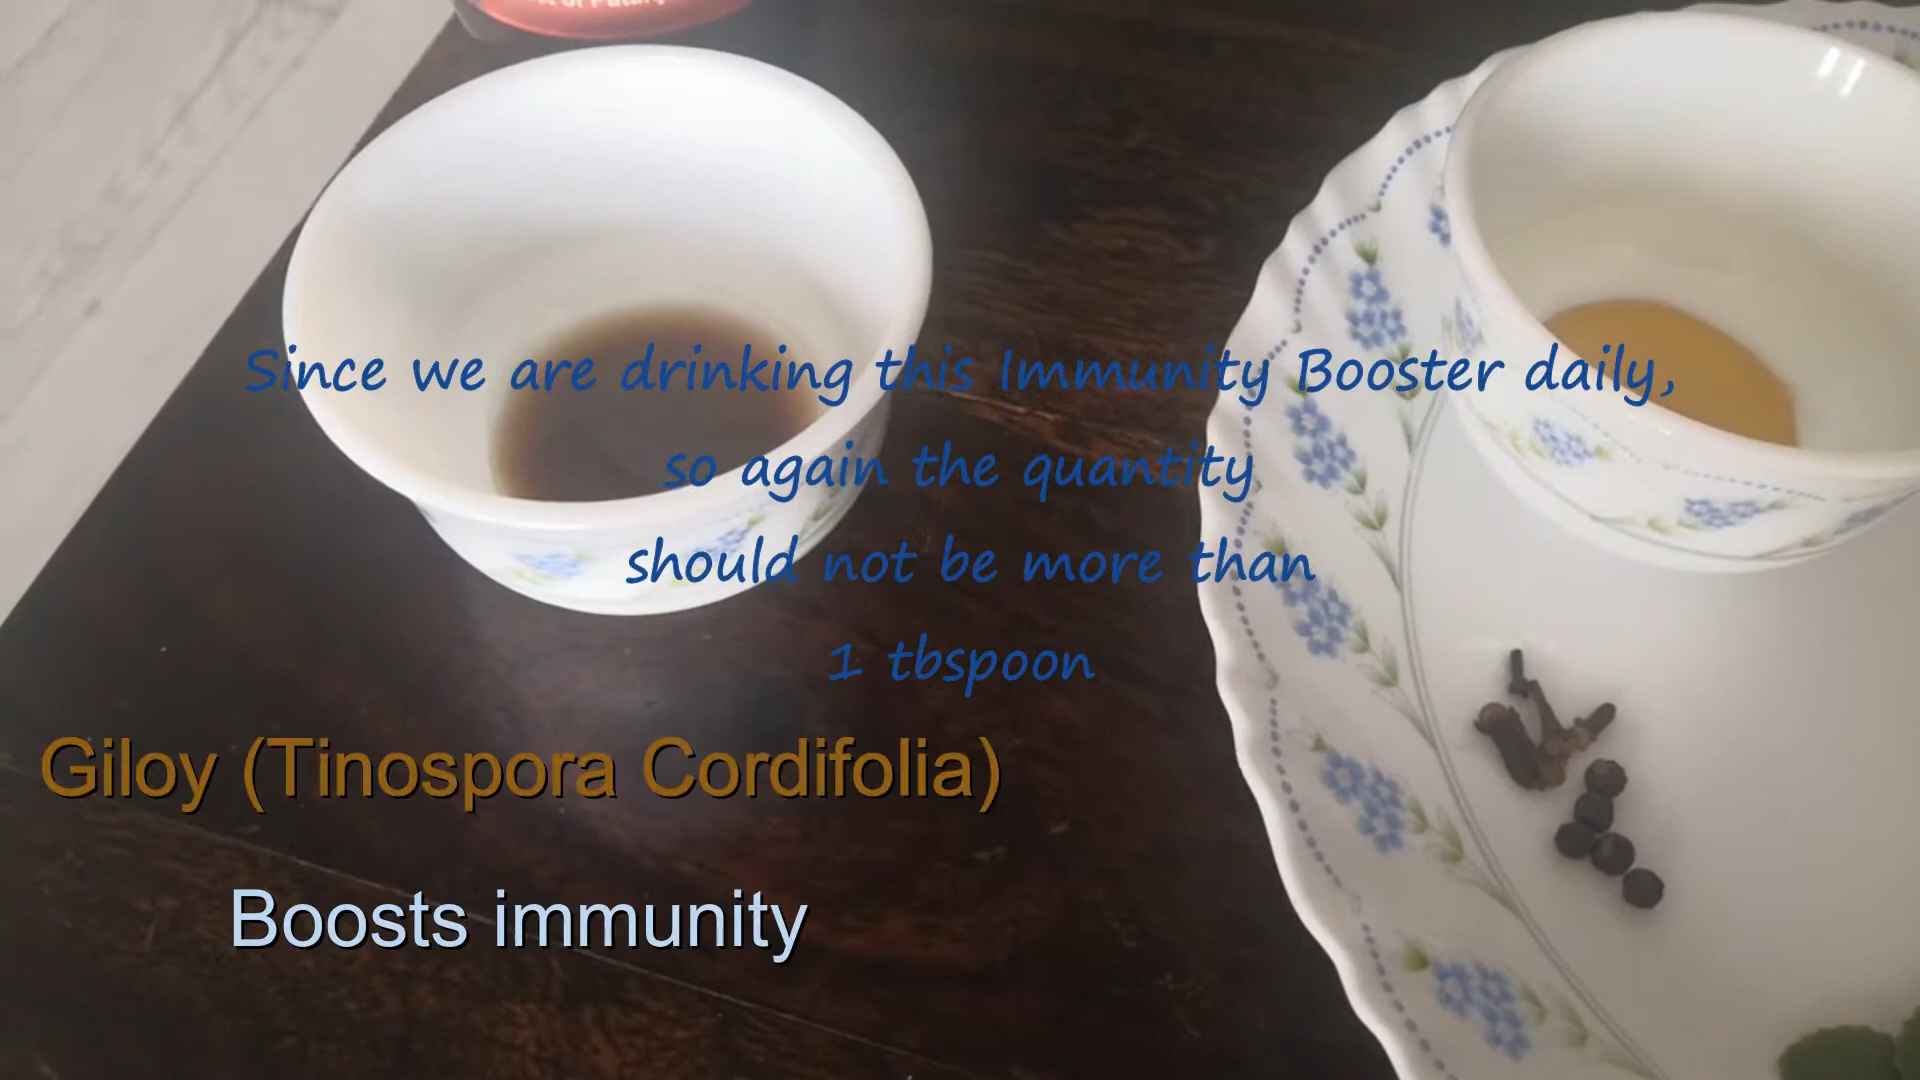 Since we are drinking this Immunity Booster daily,
so again the quantity
should not be more than
1 tbspoon
Giloy (Tinospora Cordifolia)
Boosts immunity